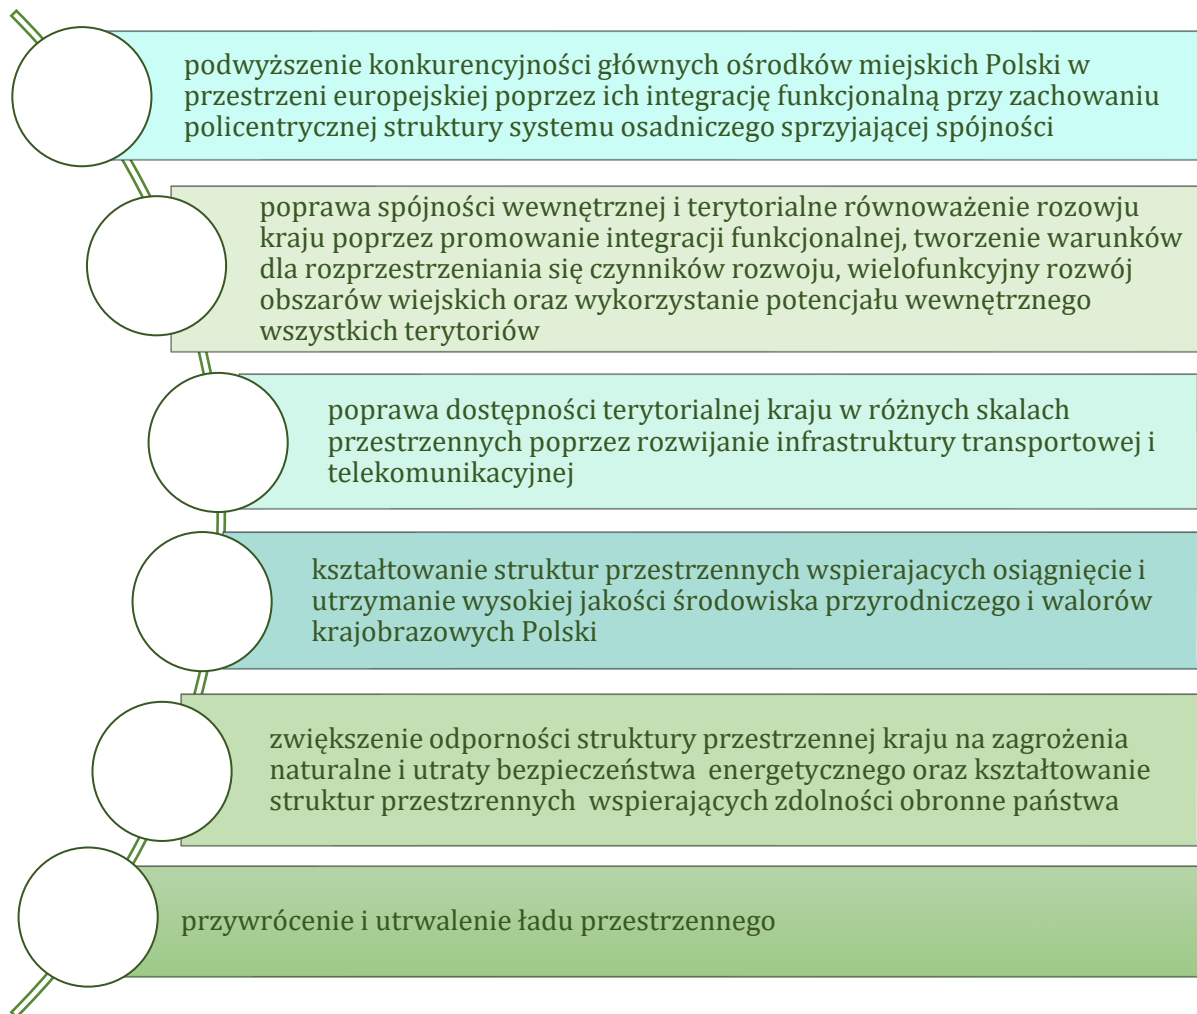 podwyższenie konkurencyjności głównych ośrodków miejskich Polski w
przestrzeni europejskiej poprzez ich integrację funkcjonalną przy zachowaniu
policentrycznej struktury systemu osadniczego sprzyjającej spójności
poprawa spójności wewnętrznej i terytorialne równoważenie rozowju
kraju poprzez promowanie integracji funkcjonalnej, tworzenie warunków
dla rozprzestrzeniania się czynników rozwoju, wielofunkcyjny rozwój
obszarów wiejskich oraz wykorzystanie potencjału wewnętrznego
wszystkich terytoriów
poprawa dostępności terytorialnej kraju w różnych skalach
przestrzennych poprzez rozwijanie infrastruktury transportowej i
telekomunikacyjnej
kształtowanie struktur przestrzennych wspierajacych osiągnięcie i
utrzymanie wysokiej jakości środowiska przyrodniczego i walorów
krajobrazowych Polski
zwiększenie odporności struktury przestrzennej kraju na zagrożenia
naturalne i utraty bezpieczeństwa energetycznego oraz kształtowanie
struktur przestzrennych wspierających zdolności obronne państwa
przywrócenie i utrwalenie ładu przestrzennego